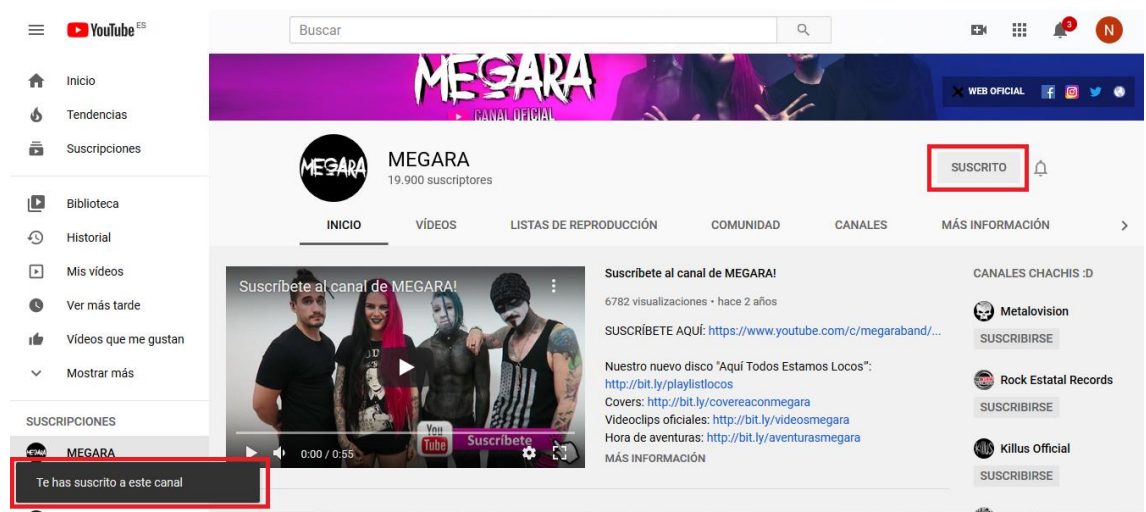 YouTube ES
Buscar
3
N
Inicio
Tendencias
Suscripciones
Biblioteca
Historial
Mis vídeos
Ver más tarde
Vídeos que me gustan
Mostrar más
SUSCRIPCIONES
MEGARA
Te has suscrito a este canal
MEGARA
CANAL OFICIAL
WEB OFICIAL
MEGARA
MEGARA
19.900 suscriptores
SUSCRITO
INICIO
VÍDEOS
LISTAS DE REPRODUCCIÓN
COMUNIDAD
CANALES
MÁS INFORMACIÓN
Suscríbete al canal de MEGARA!
You Tube
Suscríbete
0:00 / 0:55
Suscríbete al canal de MEGARA!
6782 visualizaciones • hace 2 años
SUSCRÍBETE AQUÍ: https://www.youtube.com/c/megaraband/...
Nuestro nuevo disco "Aquí Todos Estamos Locos":
http://bit.ly/playlistlocos
Covers: http://bit.ly/covereaconmegara
Videoclips oficiales: http://bit.ly/videosmegara
Hora de aventuras: http://bit.ly/aventurasmegara
MÁS INFORMACIÓN
CANALES CHACHIS :D
Metalovision
SUSCRIBIRSE
Rock Estatal Records
SUSCRIBIRSE
Killus Official
SUSCRIBIRSE